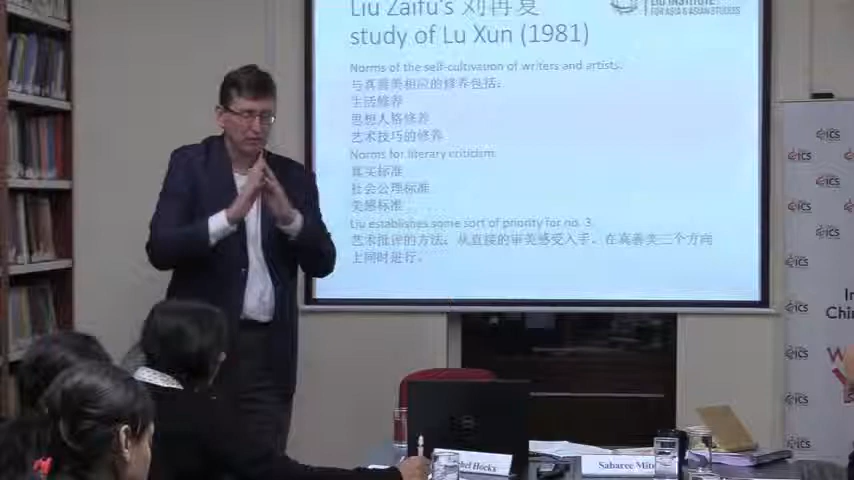 Liu Zaifu's 刘再复
study of Lu Xun (1981)
LIU INSTITUTE
FOR ASIA & ASIAN STUDIES
Norms of the self-cultivation of writers and artists.
与真善美相应的修养包括：
生活修养
思想人格修养
艺术技巧的修养
Norms for literary criticism
真实标准
社会公理标准
美感标准
Liu establishes some sort of priority for no. 3.
艺术批评的方法：从直接的审美感受入手，在真善美三个方向
上同时进行。
ICS
ICS
ICS
ICS
ICS
ICS
ICS
ICS
ICS
ICS
In
Chin
W
hel Hockx
Sabaree Mit